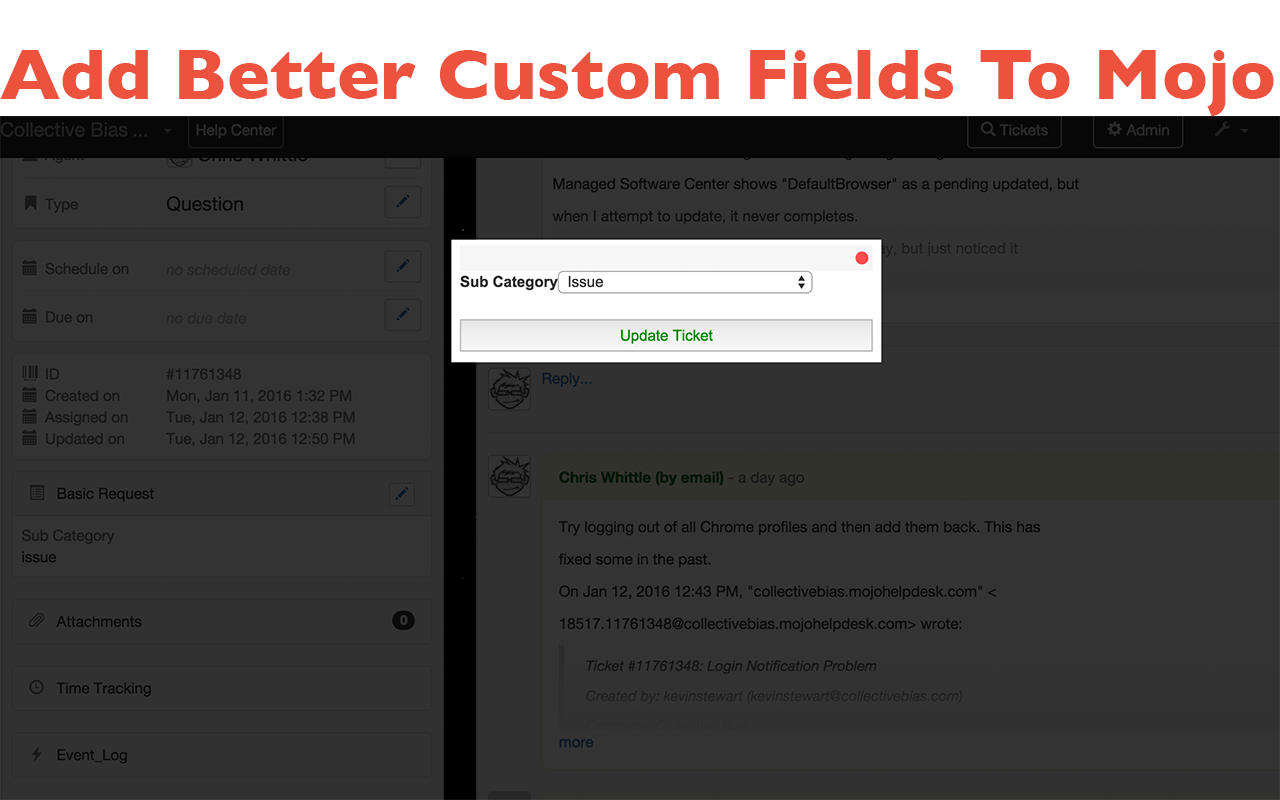 Add Better Custom Fields To Mojo
Collective Bias ...
Help Center
Tickets
Admin
Agent
Chris Whittle
Type
Question
Schedule on
no scheduled date
Due on
no due date
ID
#11761348
Created on
Mon, Jan 11, 2016 1:32 PM
Assigned on
Tue, Jan 12, 2016 12:38 PM
Updated on
Tue, Jan 12, 2016 12:50 PM
Basic Request
Sub Category
issue
Attachments
0
Time Tracking
Event_Log
Managed Software Center shows "DefaultBrowser" as a pending updated, but
when I attempt to update, it never completes.
but just noticed it
Sub Category
Issue
Update Ticket
Reply...
Chris Whittle (by email) - a day ago
Try logging out of all Chrome profiles and then add them back. This has
fixed some in the past.
On Jan 12, 2016 12:43 PM, "collectivebias.mojohelpdesk.com" <
18517.11761348@collectivebias.mojohelpdesk.com> wrote:
Ticket #11761348: Login Notification Problem
Created by: kevinstewart (kevinstewart@collectivebias.com)
more